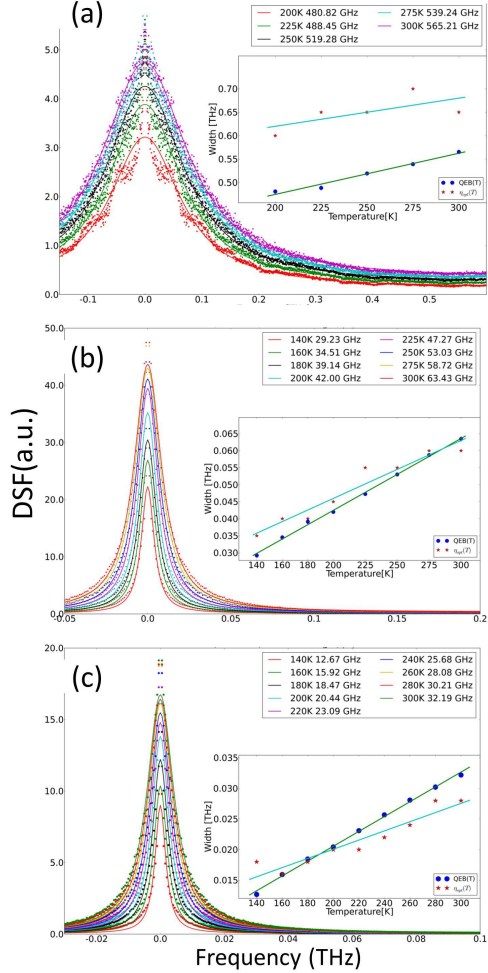 (a)
200K 480.82 GHz
225K 488.45 GHz
250K 519.28 GHz
275K 539.24 GHz
300K 565.21 GHz
5.0
4.0
3.0
2.0
1.0
0.0
-0.1 0.0 0.1 0.2 0.3 0.4 0.5
Width [THz]
0.70
0.65
0.60
0.55
0.50
200 225 250 275 300
Temperature[K]
QEB(T)
DSF(a.u.)
(b)
140K 29.23 GHz
160K 34.51 GHz
180K 39.14 GHz
200K 42.00 GHz
225K 47.27 GHz
250K 53.03 GHz
275K 58.72 GHz
300K 63.43 GHz
50.0
40.0
30.0
20.0
10.0
0.0
-0.05 0.0 0.05 0.1 0.15 0.2
Width [THz]
0.065
0.060
0.055
0.050
0.045
0.040
0.035
0.030
140 160 180 200 225 250 275 300
Temperature[K]
QEB(T)
(c)
140K 12.67 GHz
160K 15.92 GHz
180K 18.47 GHz
200K 20.44 GHz
220K 23.09 GHz
240K 25.68 GHz
260K 28.08 GHz
280K 30.21 GHz
300K 32.19 GHz
20.0
15.0
10.0
5.0
0.0
-0.02 0.0 0.02 0.04 0.06 0.08 0.1
Width [THz]
0.035
0.030
0.025
0.020
0.015
140 160 180 200 220 240 260 280 300
Temperature[K]
QEB(T)
Frequency (THz)